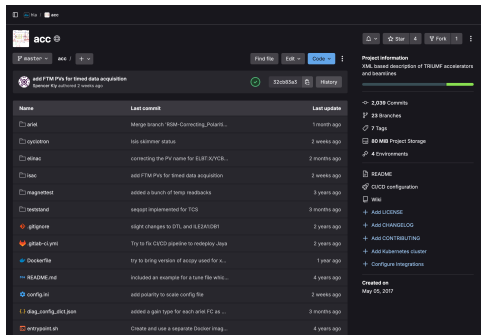 hla / acc
acc
Star 4
Fork 1
master
acc /
Find file
Edit
Code
add FTM PVs for timed data acquisition
Spencer Kiy authored 2 weeks ago
32cb85a5
History
Name Last commit Last update
ariel Merge branch 'RSM-Correcting_Polariti... 1 month ago
cyclotron Isis skimmer status 2 weeks ago
elinac correcting the PV name for ELBT:X/YCB... 2 months ago
isac add FTM PVs for timed data acquisition 2 weeks ago
magnettest added a bunch of temp readbacks 3 years ago
teststand seqopt implemented for TCS 3 months ago
.gitignore slight changes to DTL and ILE2A1DB1 2 years ago
.gitlab-ci.yml Try to fix CI/CD pipeline to redeploy Jaya 2 years ago
Dockerfile try to bring version of accpy used for x... 1 year ago
README.md included an example for a tune file whic... 4 years ago
config.ini add polarity to scale config file 2 weeks ago
diag_config_dict.json added a gain type for each ariel FC as ... 3 months ago
entrypoint.sh Create and use a separate Docker imag... 4 years ago
Project information
XML based description of TRIUMF accelerators
and beamlines
2,039 Commits
23 Branches
7 Tags
80 MiB Project Storage
4 Environments
README
CI/CD configuration
Wiki
Add LICENSE
Add CHANGELOG
Add CONTRIBUTING
Add Kubernetes cluster
Configure Integrations
Created on
May 05, 2017